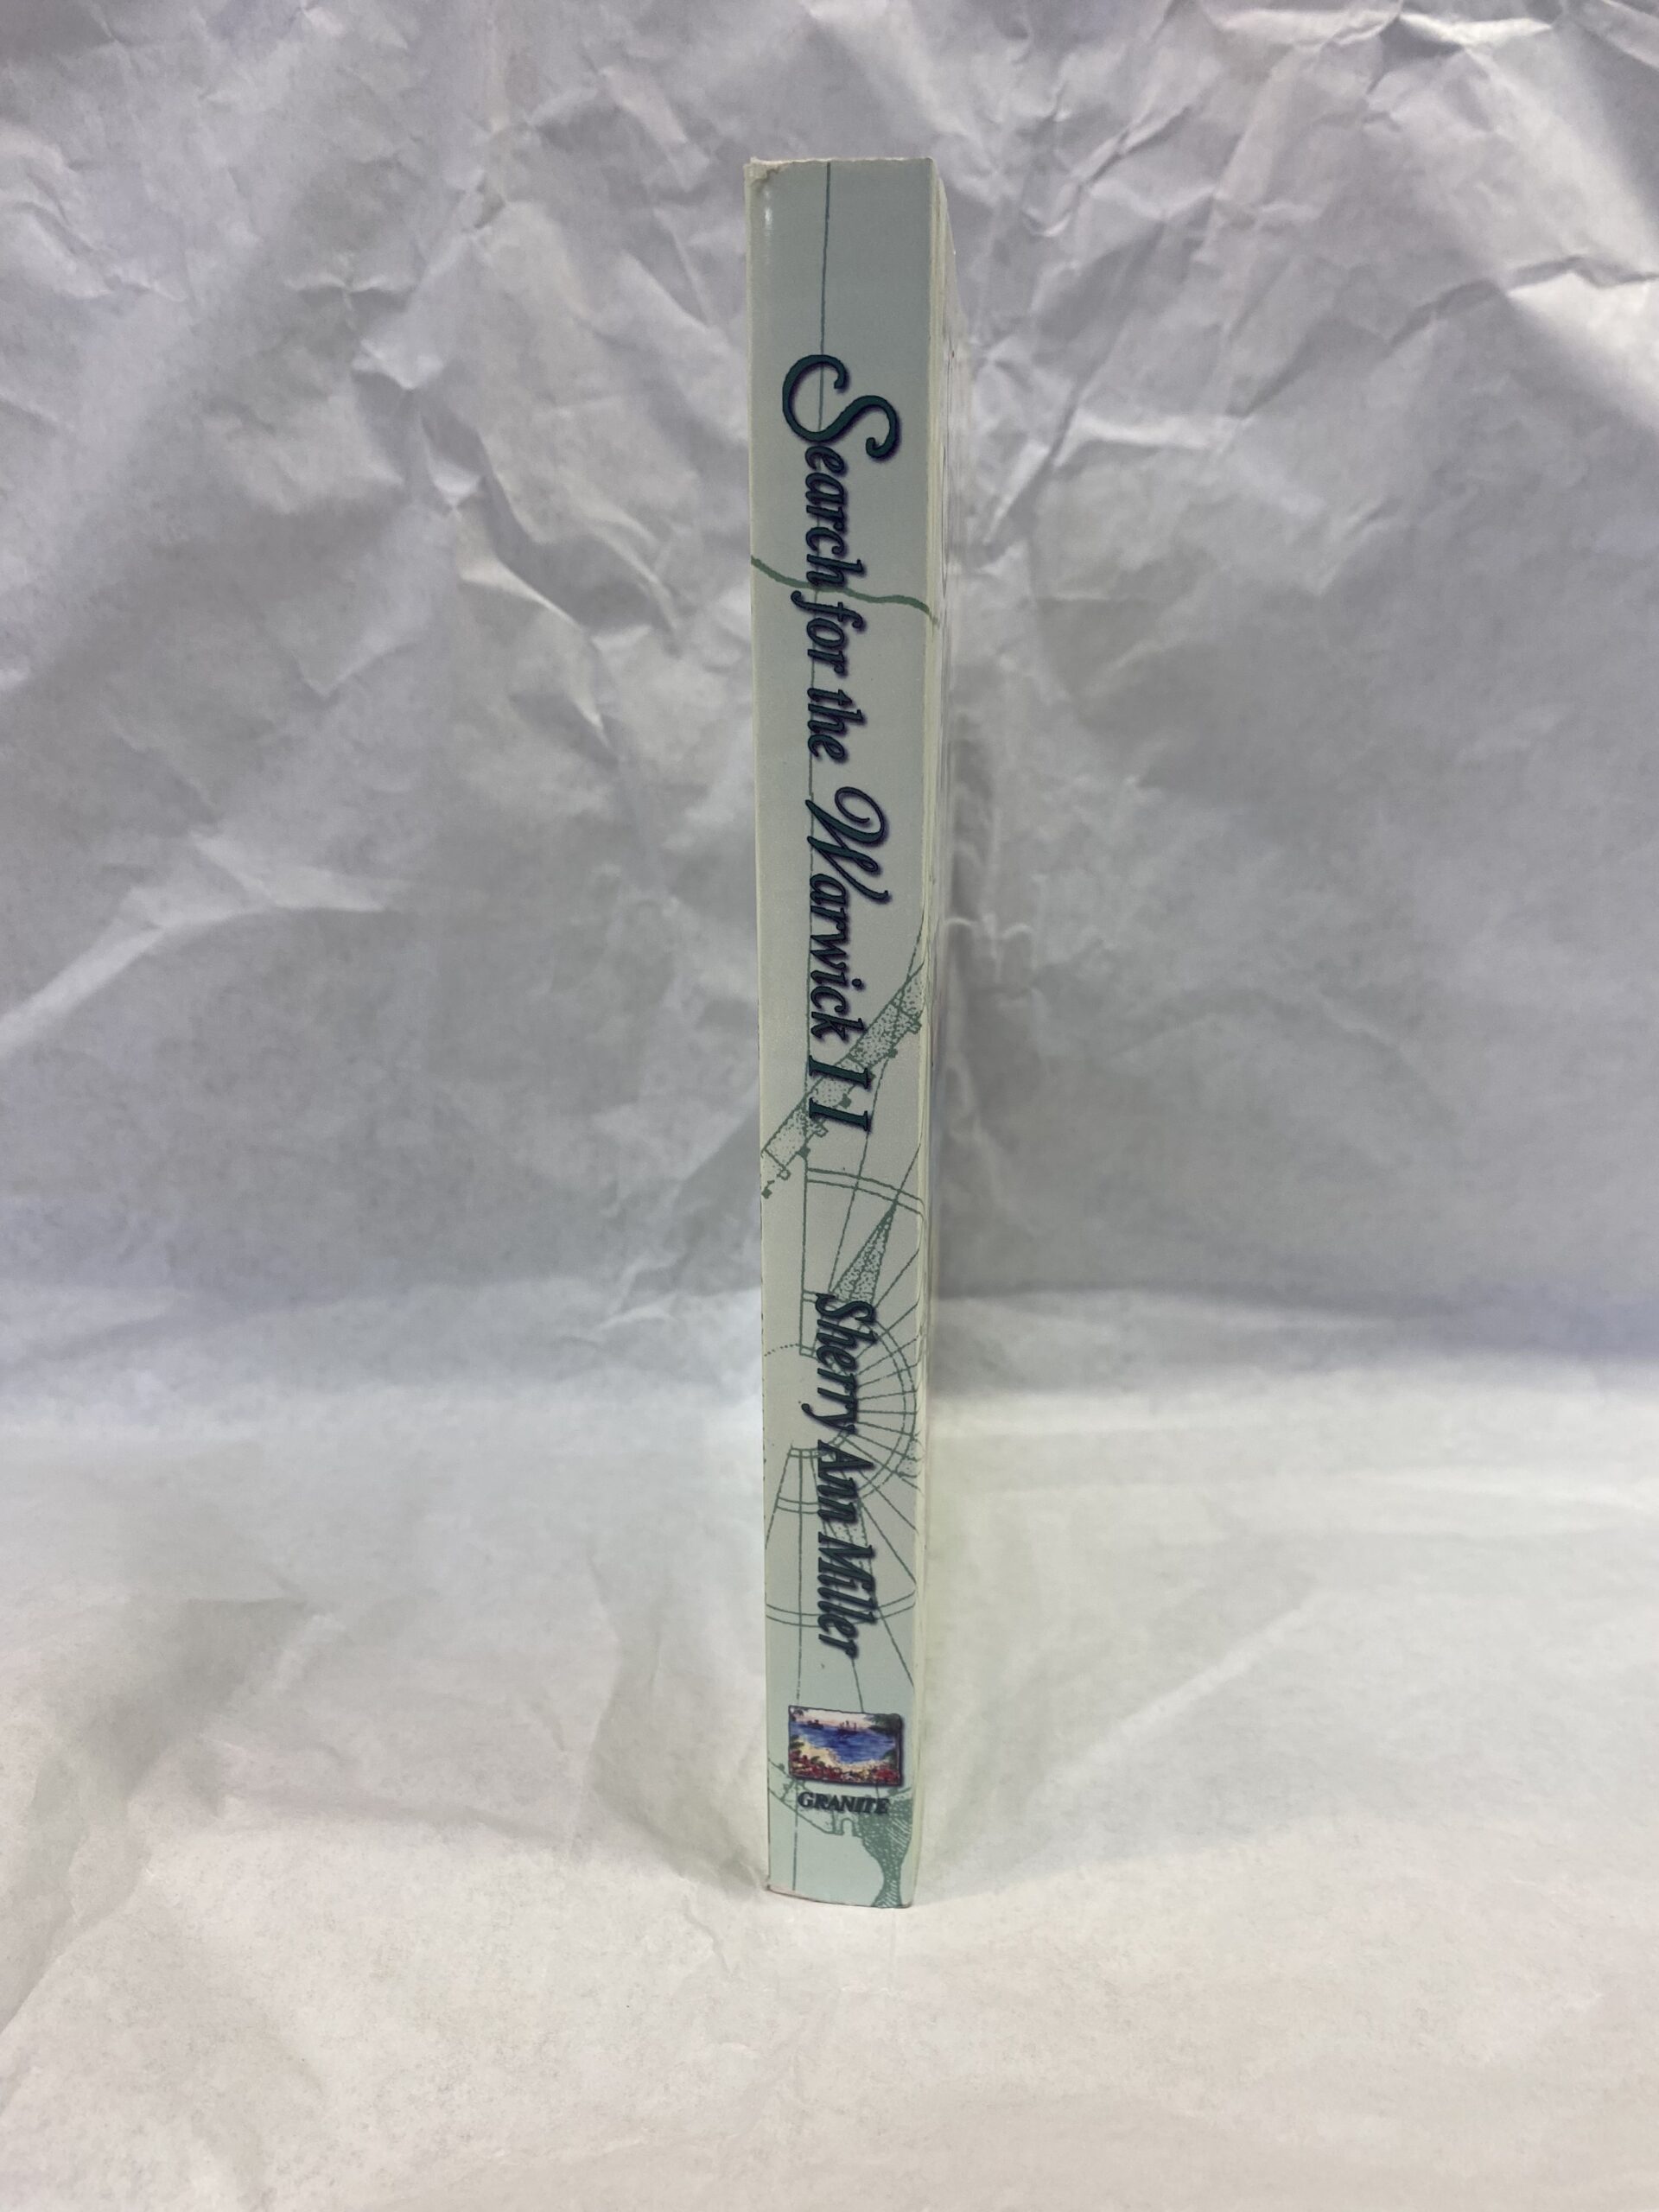 Search for the Warwick II
Sherry Ann Miller
GRANITE